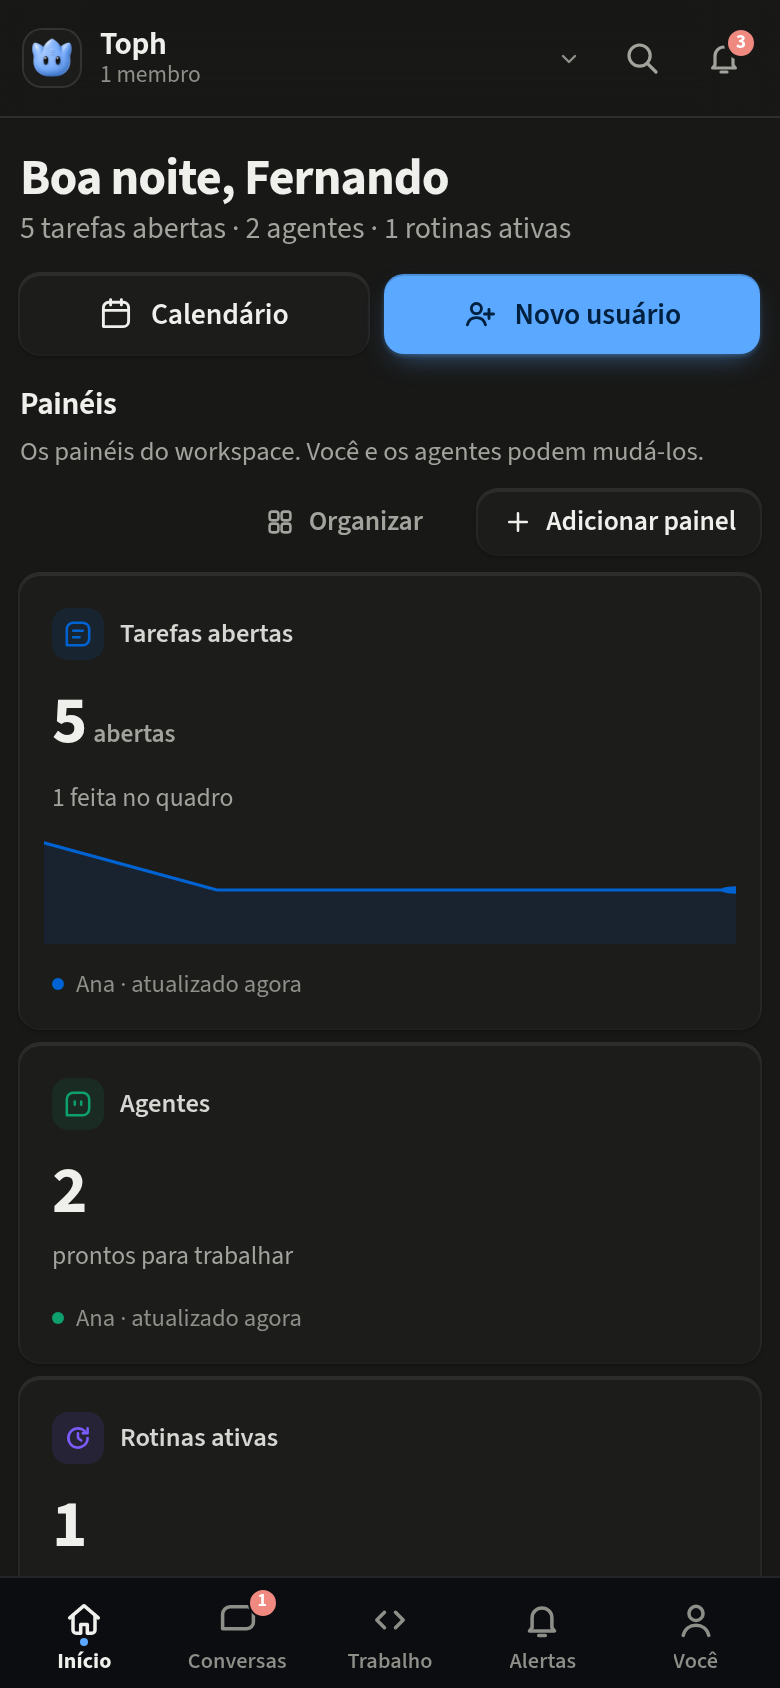 Toph
1 membro
3
Boa noite, Fernando
5 tarefas abertas · 2 agentes · 1 rotinas ativas
Calendário
Novo usuário
Painéis
Os painéis do workspace. Você e os agentes podem mudá-los.
Organizar
Adicionar painel
Tarefas abertas
5 abertas
1 feita no quadro
Ana · atualizado agora
Agentes
2
prontos para trabalhar
Ana · atualizado agora
Rotinas ativas
1
1
Início
Conversas
Trabalho
Alertas
Você